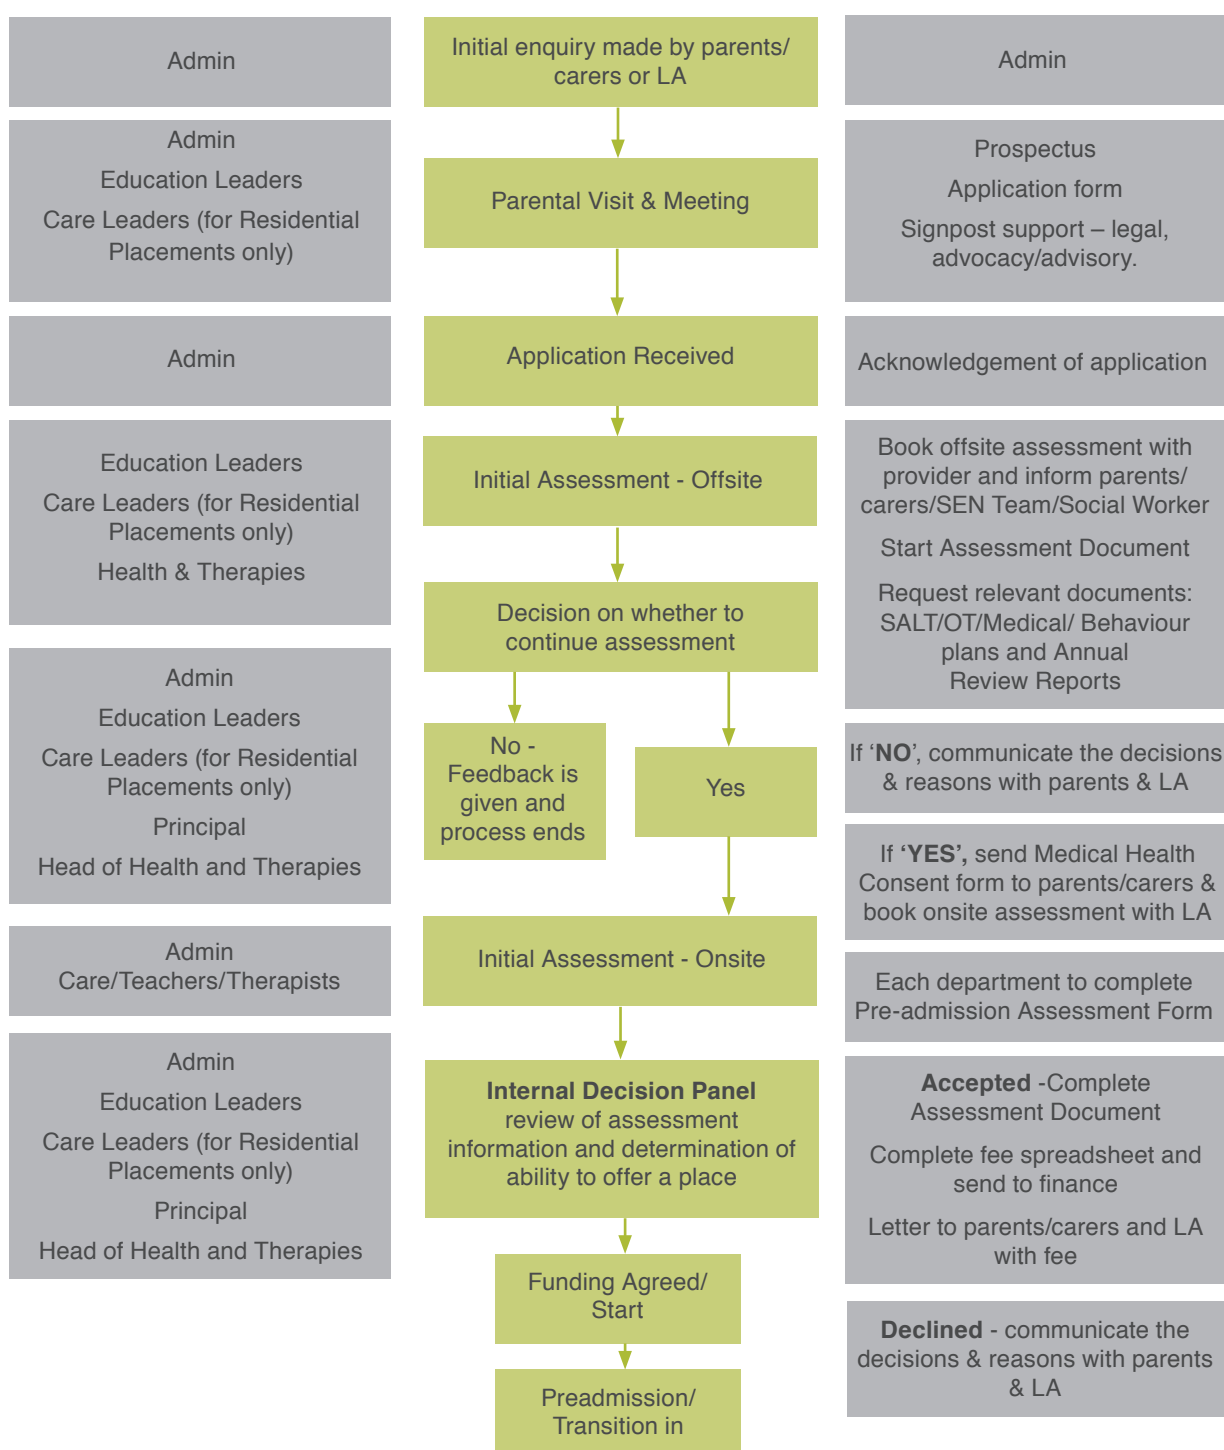 Admin
Initial enquiry made by parents/
carers or LA
Admin
Admin
Education Leaders
Care Leaders (for Residential
Placements only)
Parental Visit & Meeting
Prospectus
Application form
Signpost support – legal,
advocacy/advisory.
Admin
Application Received
Acknowledgement of application
Education Leaders
Care Leaders (for Residential
Placements only)
Health & Therapies
Initial Assessment - Offsite
Book offsite assessment with
provider and inform parents/
carers/SEN Team/Social Worker
Start Assessment Document
Request relevant documents:
SALT/OT/Medical/ Behaviour
plans and Annual
Review Reports
Decision on whether to
continue assessment
Admin
Education Leaders
Care Leaders (for Residential
Placements only)
Principal
Head of Health and Therapies
No -
Feedback is
given and
process ends
Yes
If ‘NO’, communicate the decisions
& reasons with parents & LA
If ‘YES’, send Medical Health
Consent form to parents/carers &
book onsite assessment with LA
Admin
Care/Teachers/Therapists
Initial Assessment - Onsite
Each department to complete
Pre-admission Assessment Form
Admin
Education Leaders
Care Leaders (for Residential
Placements only)
Principal
Head of Health and Therapies
Internal Decision Panel
review of assessment
information and determination of
ability to offer a place
Accepted -Complete
Assessment Document
Complete fee spreadsheet and
send to finance
Letter to parents/carers and LA
with fee
Funding Agreed/
Start
Declined - communicate the
decisions & reasons with parents
& LA
Preadmission/
Transition in